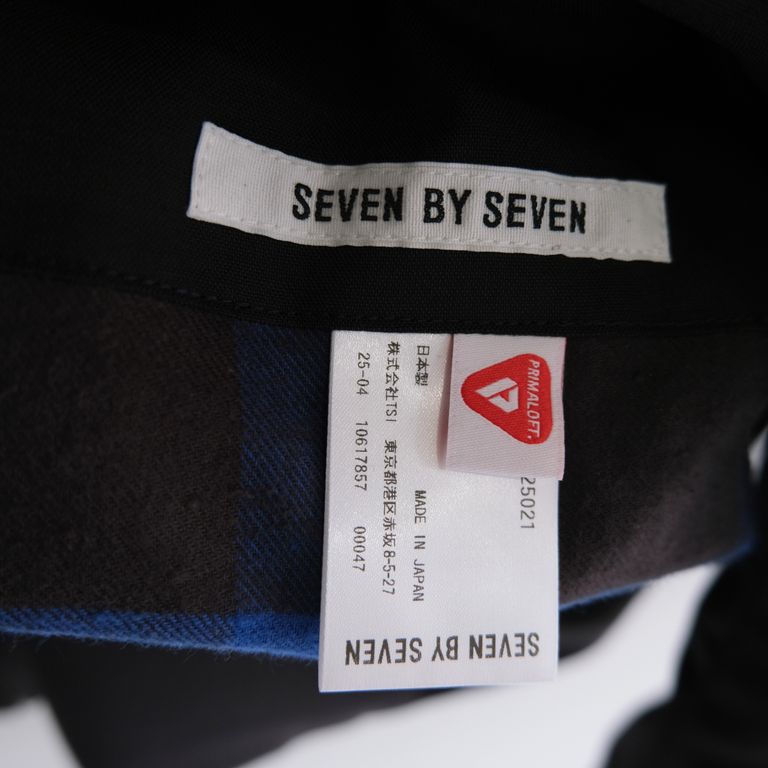 SEVEN BY SEVEN
PRIMALOFT.
25021
日本製 MADE IN JAPAN
株式会社TSI 東京都港区赤坂8-5-27
25-04 10617857 00047
SEVEN BY SEVEN